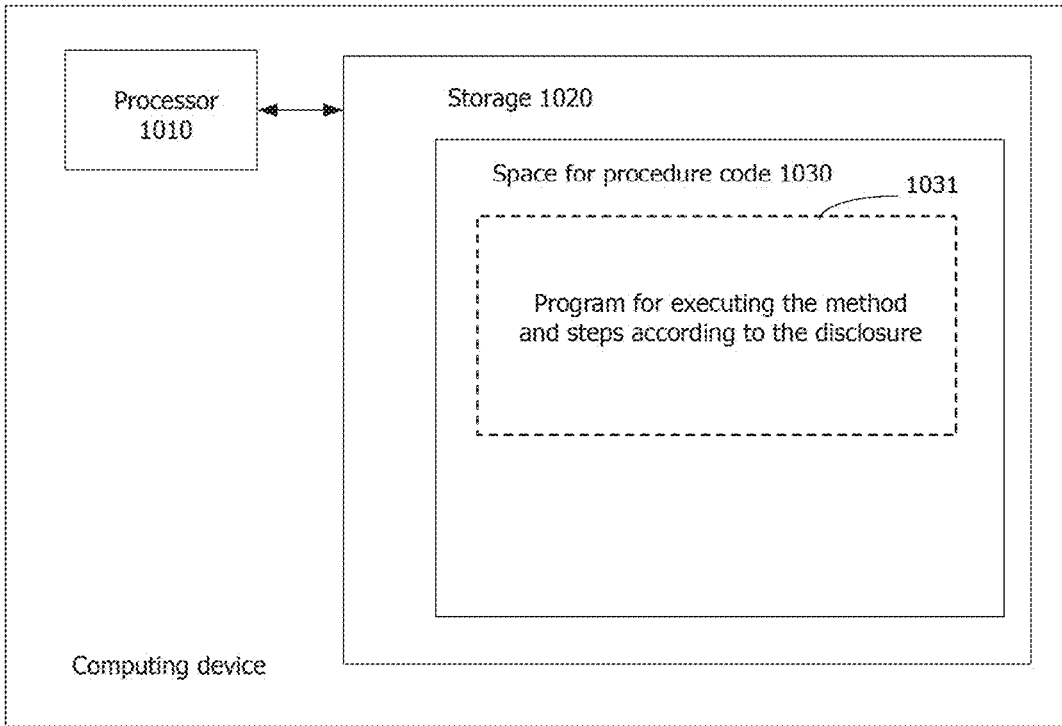 Processor
1010
Storage 1020
Space for procedure code 1030
1031
Program for executing the method
and steps according to the disclosure
Computing device